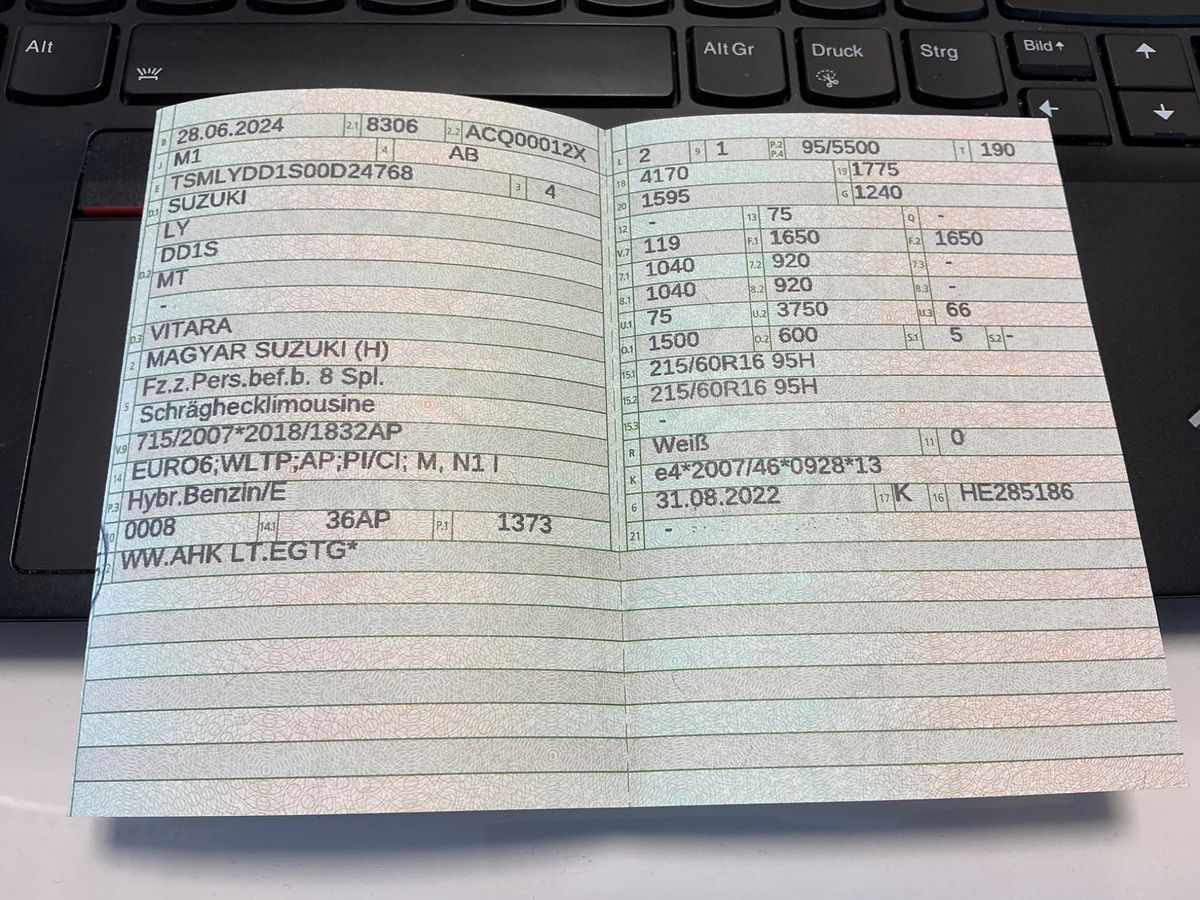 Alt
Alt Gr
Druck
Strg
Bild
B 28.06.2024 2.1 8306 2.2 ACQ00012X
J M1 4 AB
E TSMLYDD1S00D24768 3 4
D.1 SUZUKI
LY
D.2 DD1S
MT
-
D.3 VITARA
2 MAGYAR SUZUKI (H)
5 Fz.z.Pers.bef.b. 8 Spl.
Schräghecklimousine
V.9 715/2007*2018/1832AP
14 EURO6;WLTP;AP;PI/CI; M, N1 I
P.3 Hybr.Benzin/E
10 0008 14.1 36AP P.1 1373
22 WW.AHK LT.EGTG*
L 2 9 1 P.2 P.4 95/5500 T 190
18 4170 19 1775
20 1595 G 1240
12 - 13 75 Q -
V.7 119 F.1 1650 F.2 1650
7.1 1040 7.2 920 7.3 -
8.1 1040 8.2 920 8.3 -
U.1 75 U.2 3750 U.3 66
O.1 1500 O.2 600 S.1 5 S.2 -
15.1 215/60R16 95H
15.2 215/60R16 95H
15.3 -
R Weiß 11 0
K e4*2007/46*0928*13
6 31.08.2022 17 K 16 HE285186
21 -